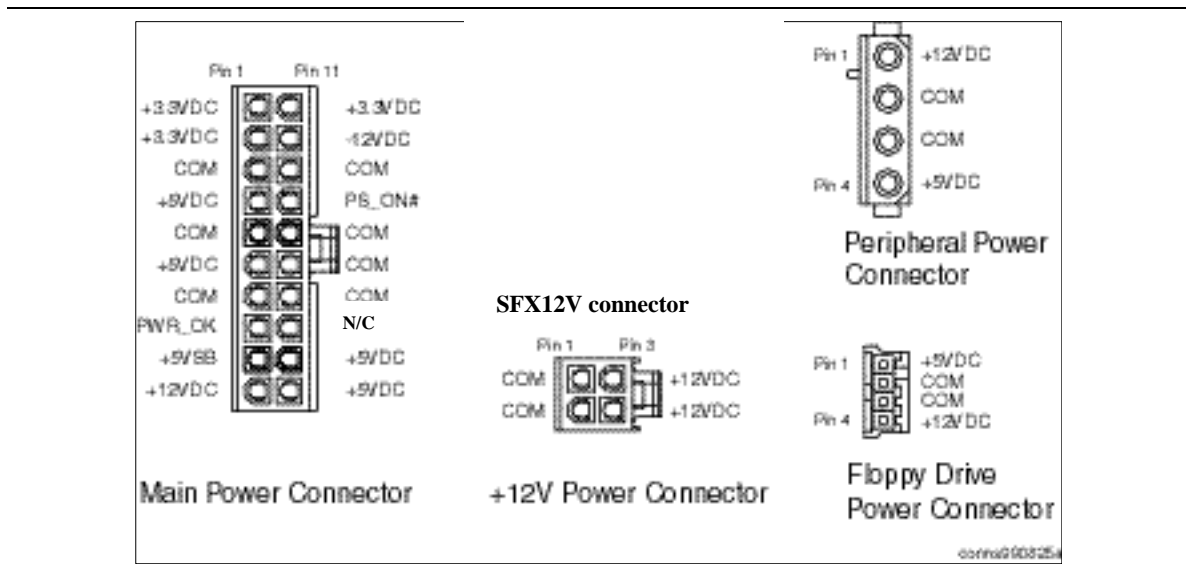 Pin 1 Pin 11
+3.3VDC +3.3VDC
+3.3VDC -12VDC
COM COM
+5VDC PS_ON#
COM COM
+5VDC COM
COM COM
PWR_OK N/C
+5VSB +5VDC
+12VDC +5VDC
Main Power Connector
SFX12V connector
Pin 1 Pin 3
COM +12VDC
COM +12VDC
+12V Power Connector
Pin 1 +12VDC
COM
COM
Pin 4 +5VDC
Peripheral Power
Connector
Pin 1 +5VDC
COM
COM
Pin 4 +12VDC
Floppy Drive
Power Connector